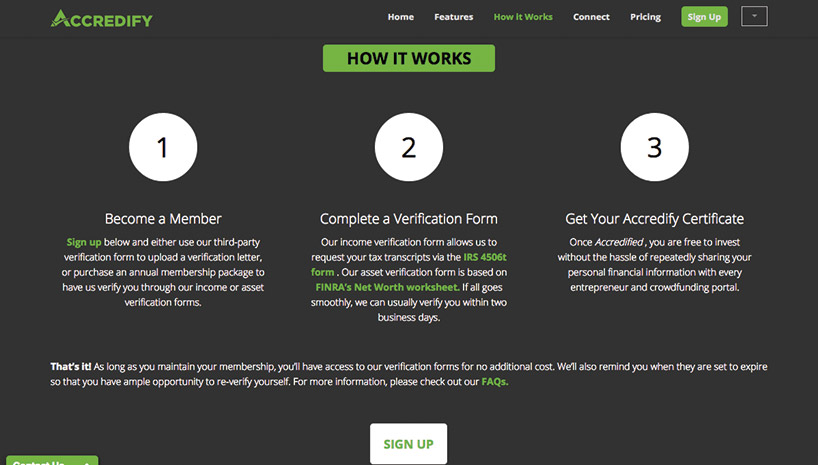 ACCREDIFY
Home Features How it Works Connect Pricing Sign Up
HOW IT WORKS
1
2
3
Become a Member
Sign up below and either use our third-party
verification form to upload a verification letter,
or purchase an annual membership package to
have us verify you through our income or asset
verification forms.
Complete a Verification Form
Our income verification form allows us to
request your tax transcripts via the IRS 4506t
form . Our asset verification form is based on
FINRA's Net Worth worksheet. If all goes
smoothly, we can usually verify you within two
business days.
Get Your Accredify Certificate
Once Accredified , you are free to invest
without the hassle of repeatedly sharing your
personal financial information with every
entrepreneur and crowdfunding portal.
That's it! As long as you maintain your membership, you'll have access to our verification forms for no additional cost. We'll also remind you when they are set to expire
so that you have ample opportunity to re-verify yourself. For more information, please check out our FAQs.
SIGN UP
Contact Us